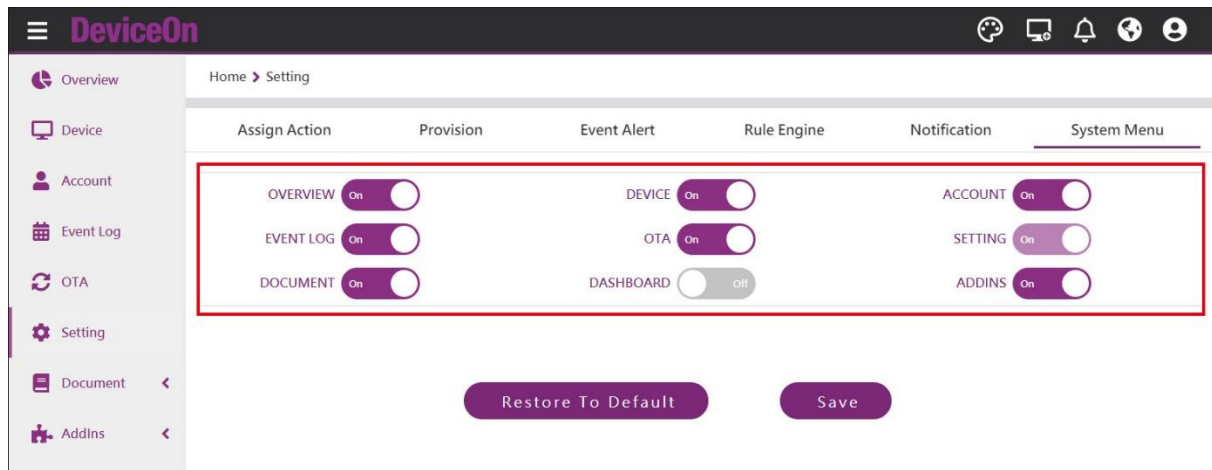 DeviceOn
Overview
Device
Account
Event Log
OTA
Setting
Document
AddIns
Home > Setting
Assign Action Provision Event Alert Rule Engine Notification System Menu
OVERVIEW On DEVICE On ACCOUNT On
EVENT LOG On OTA On SETTING On
DOCUMENT On DASHBOARD Off ADDINS On
Restore To Default Save